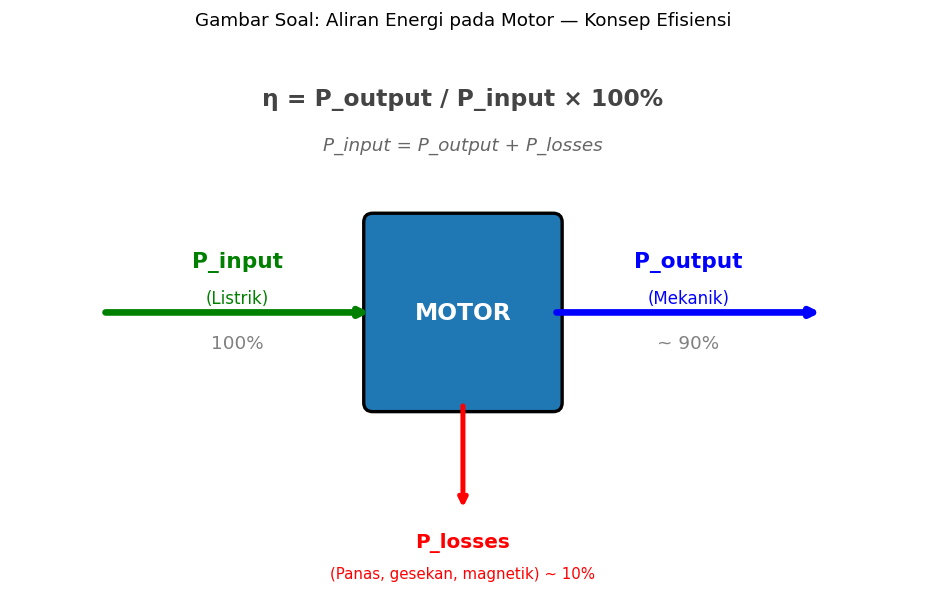 Gambar Soal: Aliran Energi pada Motor — Konsep Efisiensi
η = P_output / P_input × 100%
P_input = P_output + P_losses
P_input
(Listrik)
100%
MOTOR
P_output
(Mekanik)
~ 90%
P_losses
(Panas, gesekan, magnetik) ~ 10%